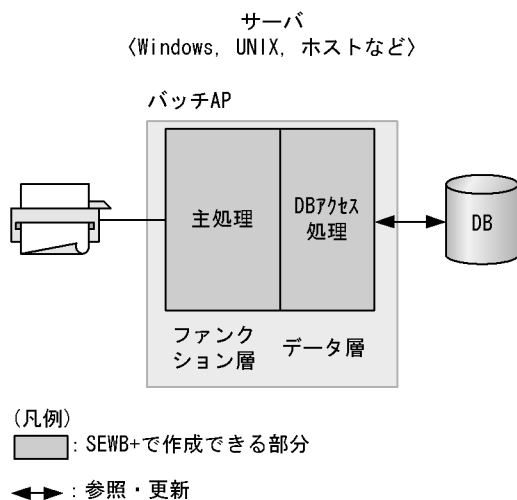 サーバ
〈Windows, UNIX, ホストなど〉
バッチAP
主処理
DBｱｸｾｽ
処理
DB
ファンク
ション層
データ層
(凡例)
: SEWB+で作成できる部分
: 参照・更新